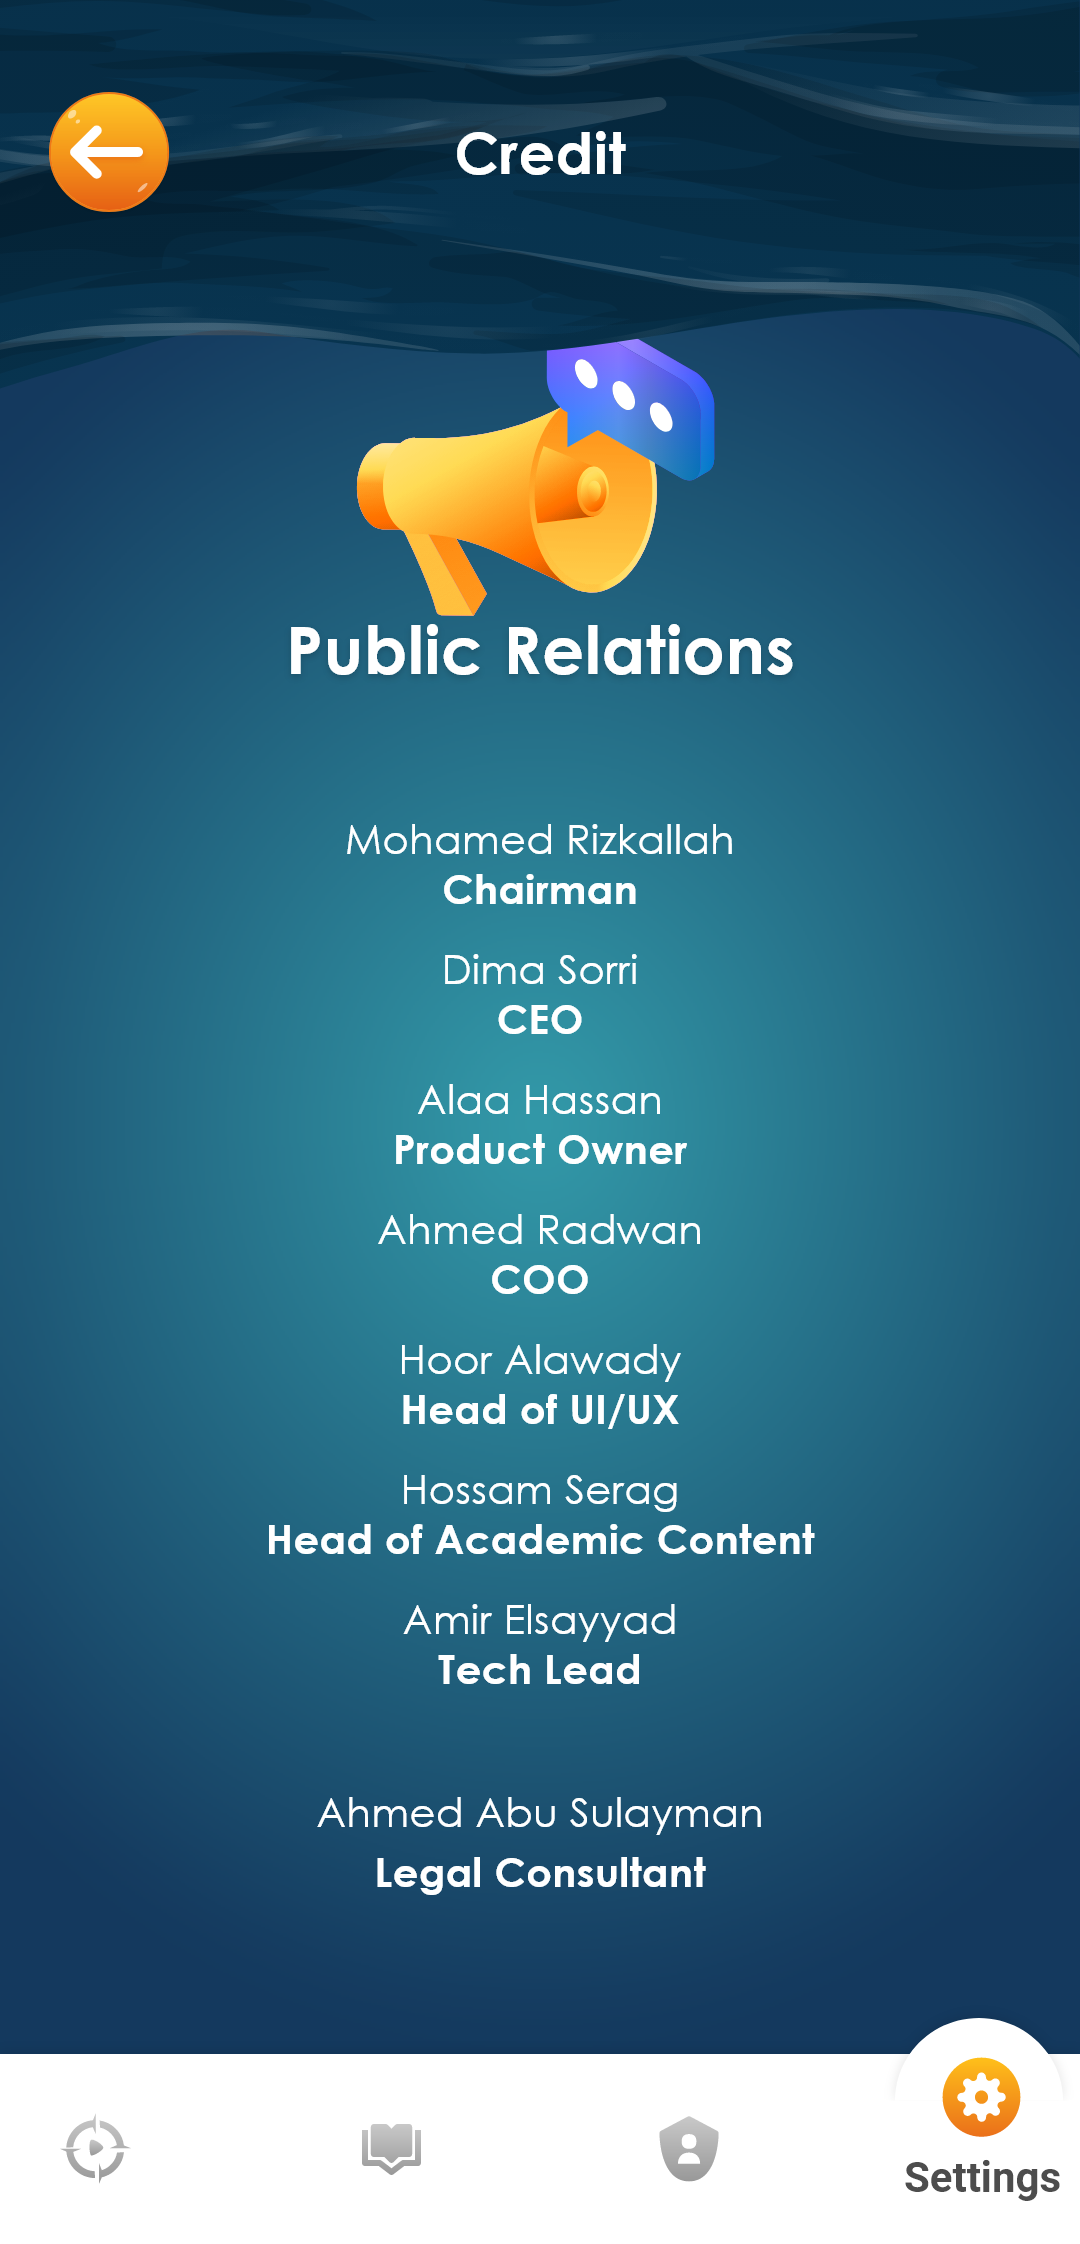 Credit
Public Relations
Mohamed Rizkallah
Chairman
Dima Sorri
CEO
Alaa Hassan
Product Owner
Ahmed Radwan
COO
Hoor Alawady
Head of UI/UX
Hossam Serag
Head of Academic Content
Amir Elsayyad
Tech Lead
Ahmed Abu Sulayman
Legal Consultant
Settings